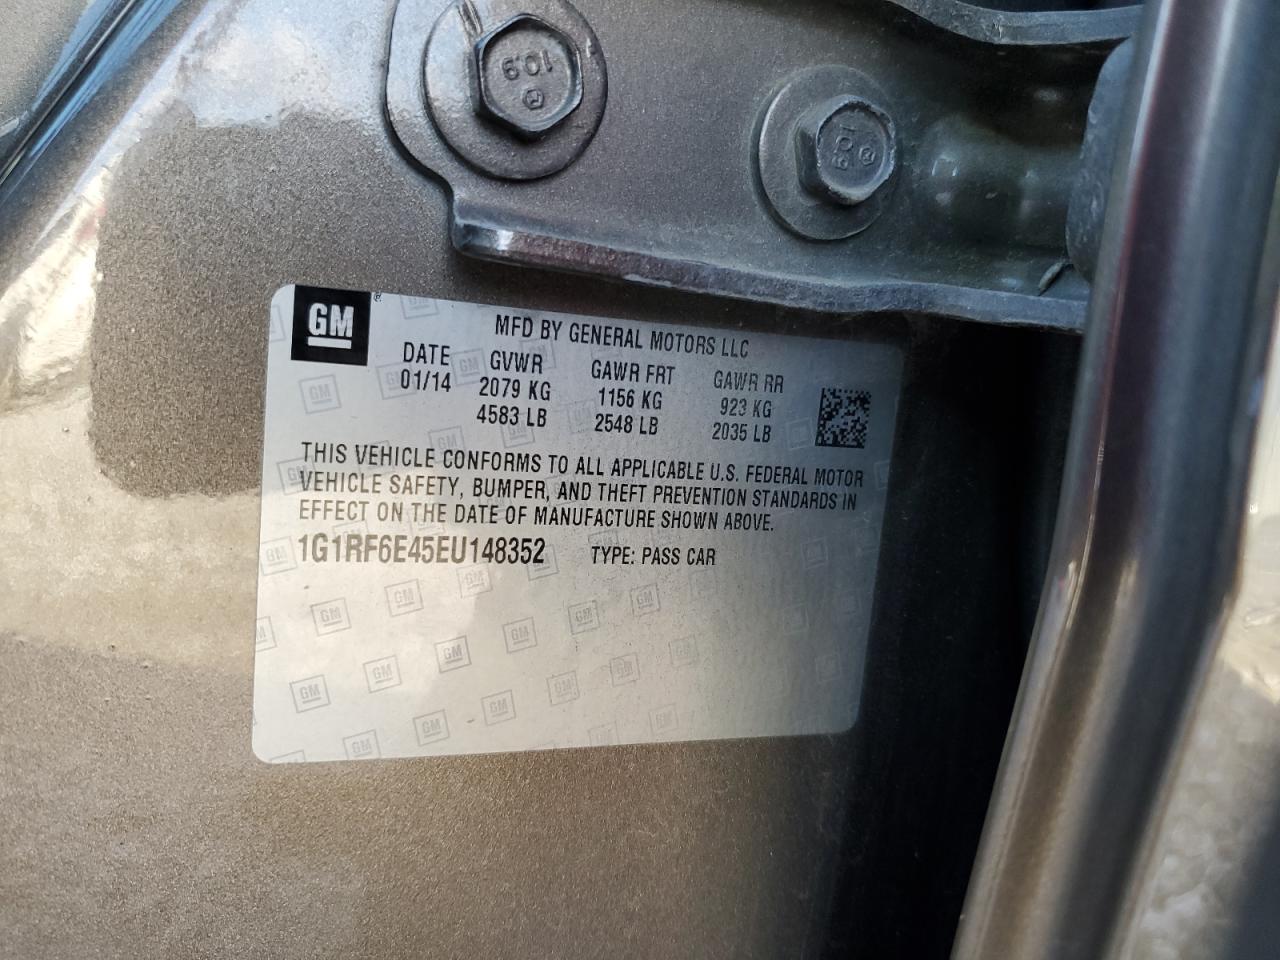 10.9
10.9
GM ®
MFD BY GENERAL MOTORS LLC
DATE GVWR GAWR FRT GAWR RR
01/14 2079 KG 1156 KG 923 KG
4583 LB 2548 LB 2035 LB
THIS VEHICLE CONFORMS TO ALL APPLICABLE U.S. FEDERAL MOTOR
VEHICLE SAFETY, BUMPER, AND THEFT PREVENTION STANDARDS IN
EFFECT ON THE DATE OF MANUFACTURE SHOWN ABOVE.
1G1RF6E45EU148352 TYPE: PASS CAR